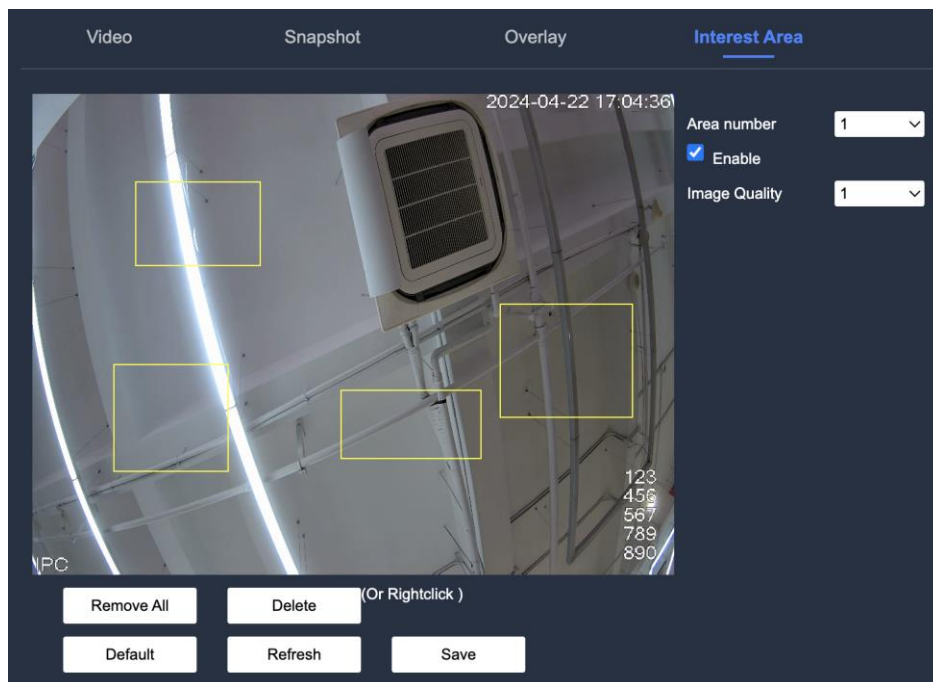 Video Snapshot Overlay Interest Area
2024-04-22 17:04:36
Area number 1
Enable
Image Quality 1
123
456
567
789
890
IPC
Remove All Delete (Or Rightclick )
Default Refresh Save